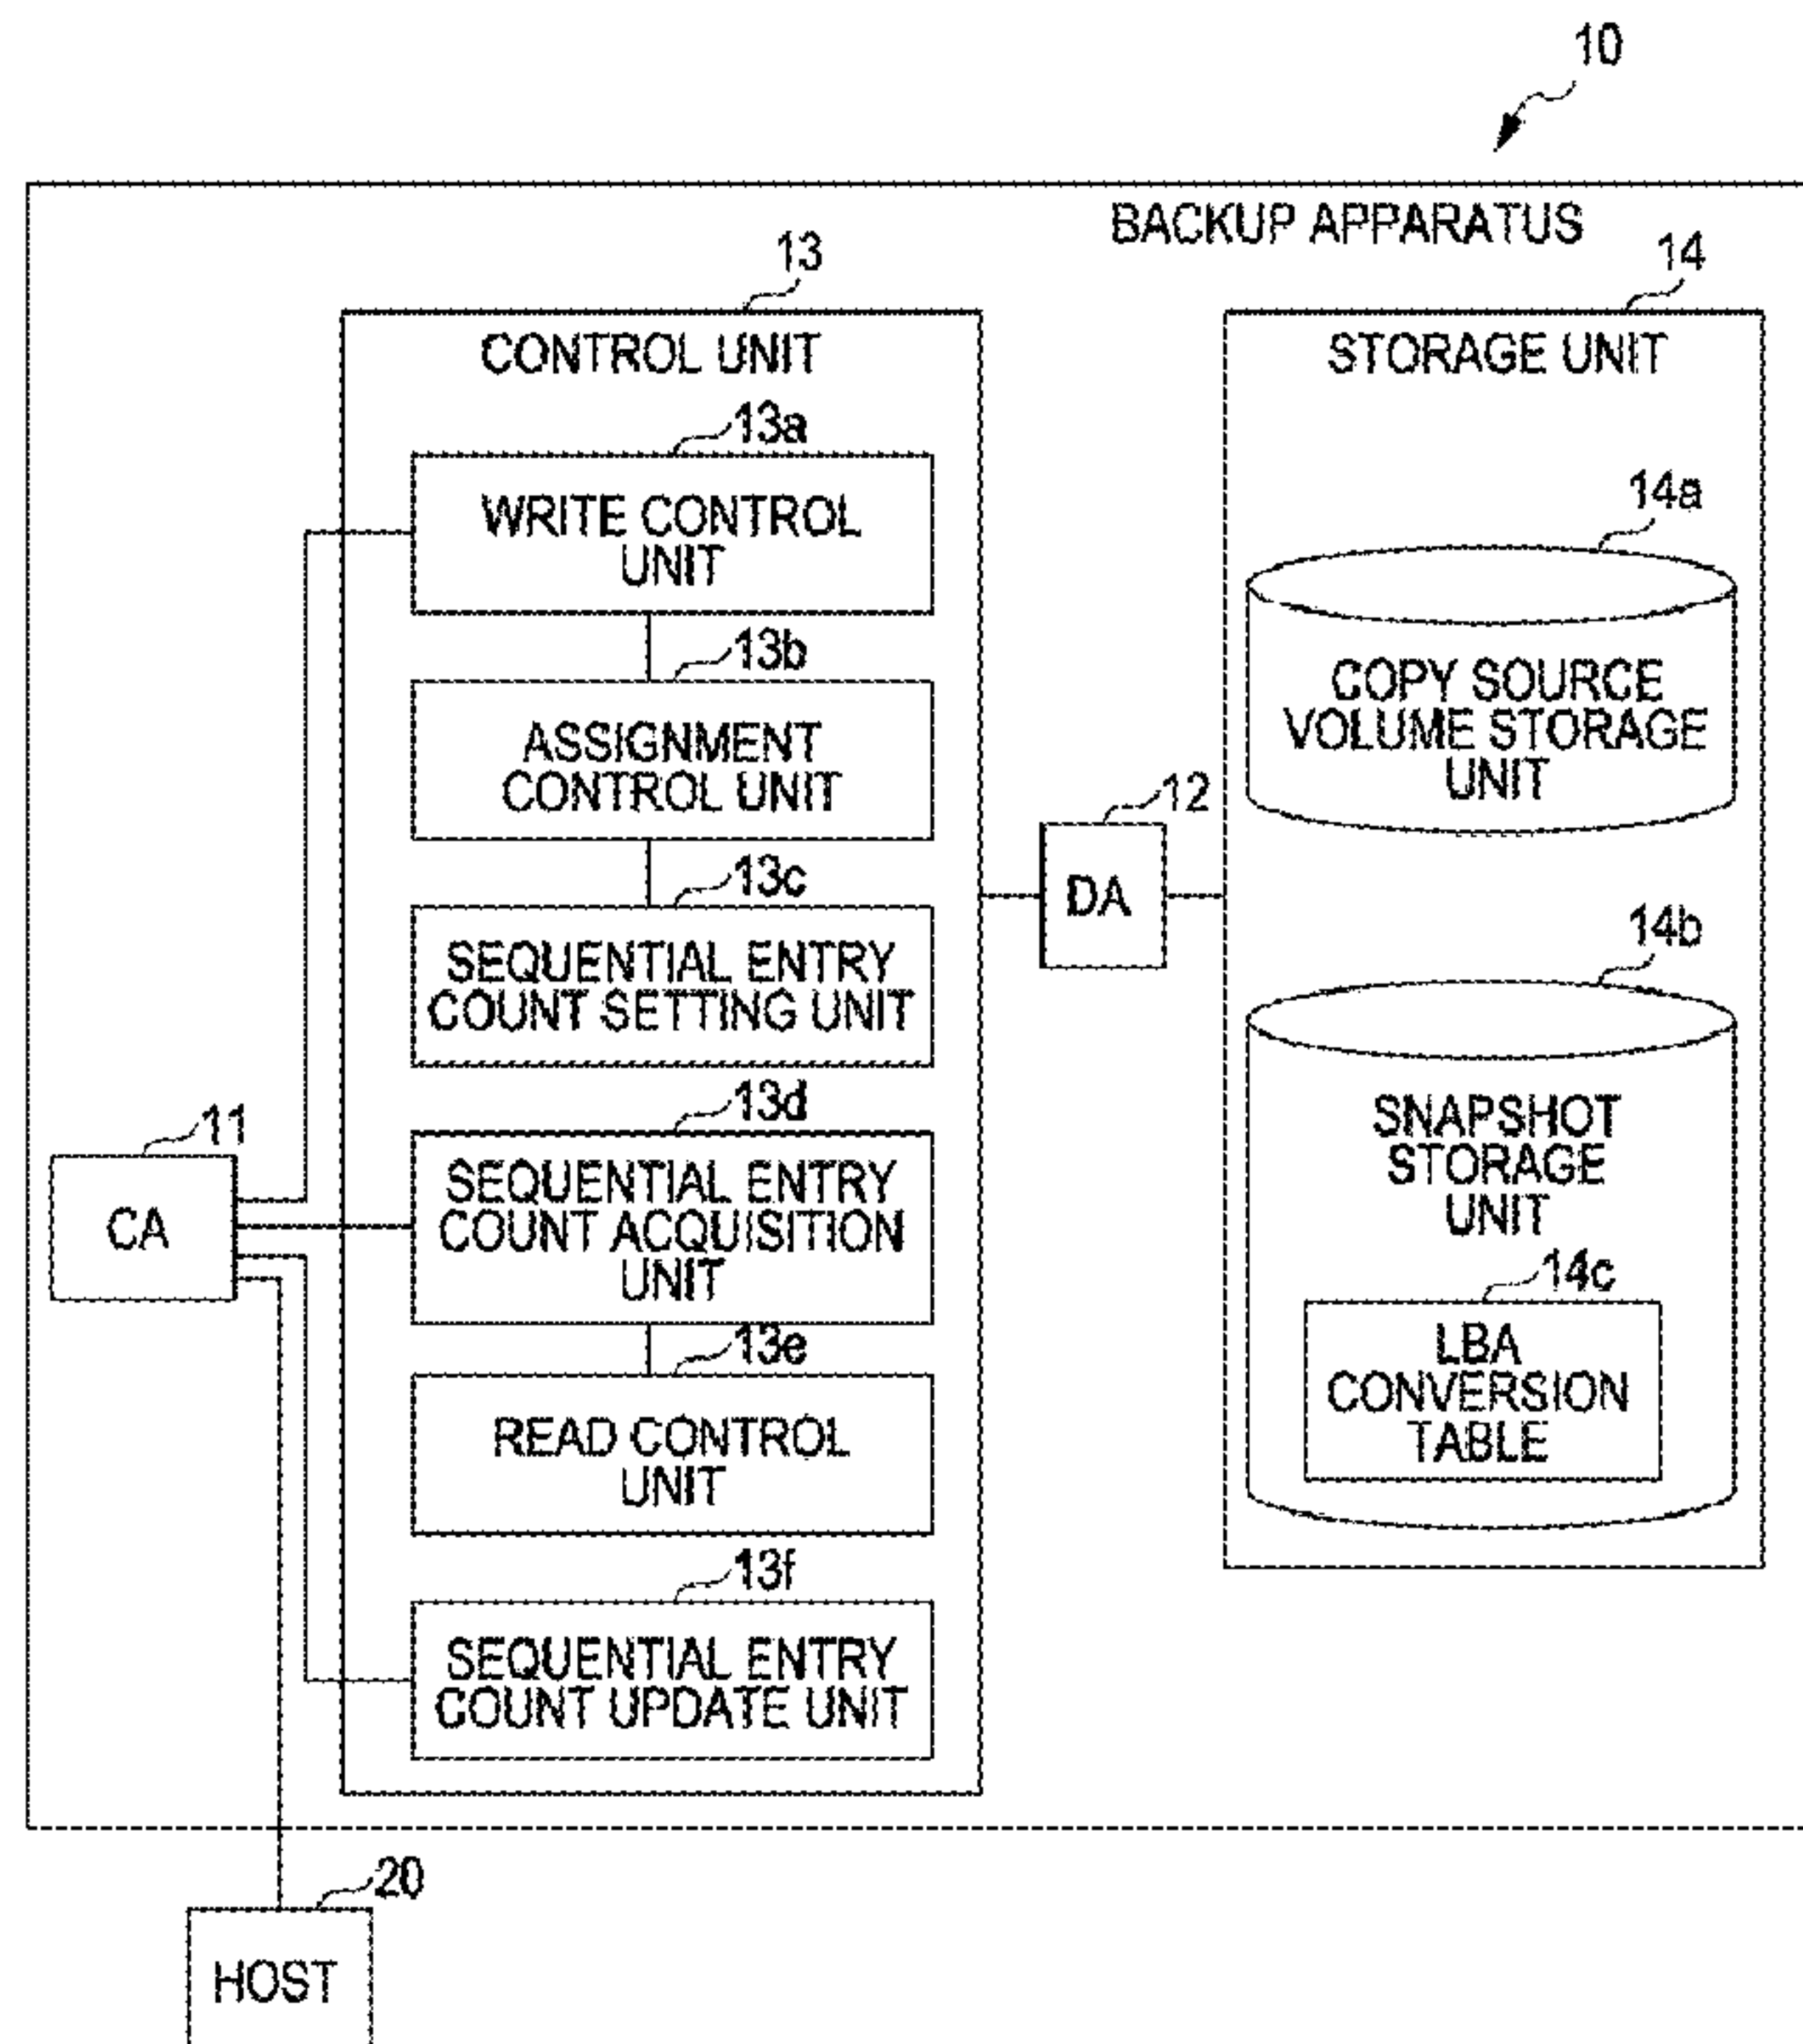 10
BACKUP APPARATUS
13
CONTROL UNIT
13a
WRITE CONTROL
UNIT
13b
ASSIGNMENT
CONTROL UNIT
13c
SEQUENTIAL ENTRY
COUNT SETTING UNIT
13d
SEQUENTIAL ENTRY
COUNT ACQUISITION
UNIT
13e
READ CONTROL
UNIT
13f
SEQUENTIAL ENTRY
COUNT UPDATE UNIT
11
CA
12
DA
14
STORAGE UNIT
14a
COPY SOURCE
VOLUME STORAGE
UNIT
14b
SNAPSHOT
STORAGE
UNIT
14c
LBA
CONVERSION
TABLE
20
HOST